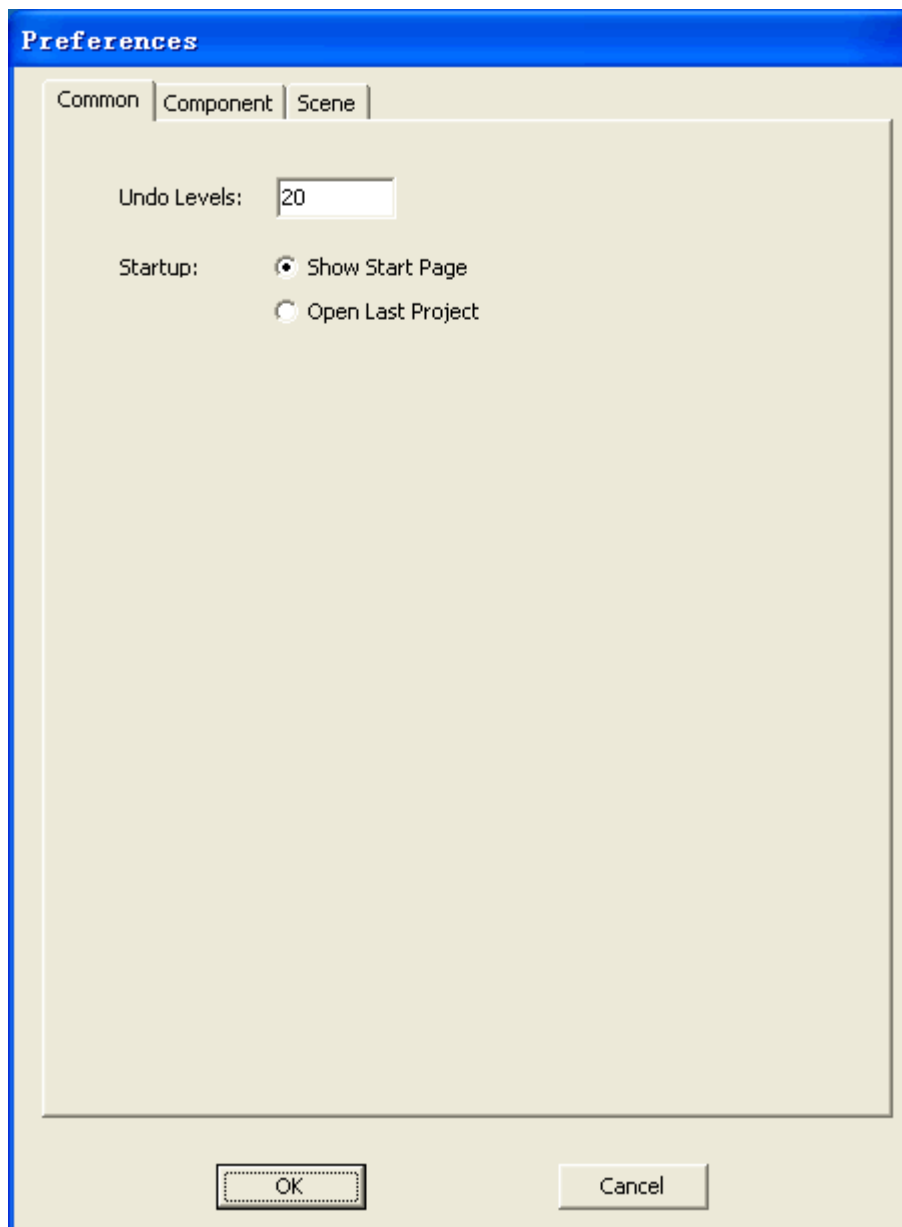 Preferences
Common Component Scene
Undo Levels: 20
Startup: Show Start Page
Open Last Project
OK Cancel